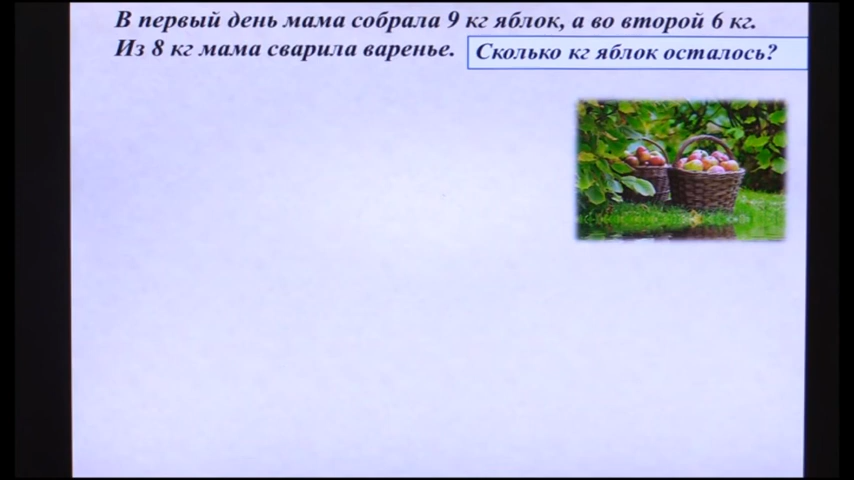 В первый день мама собрала 9 кг яблок, а во второй 6 кг.
Из 8 кг мама сварила варенье. Сколько кг яблок осталось?